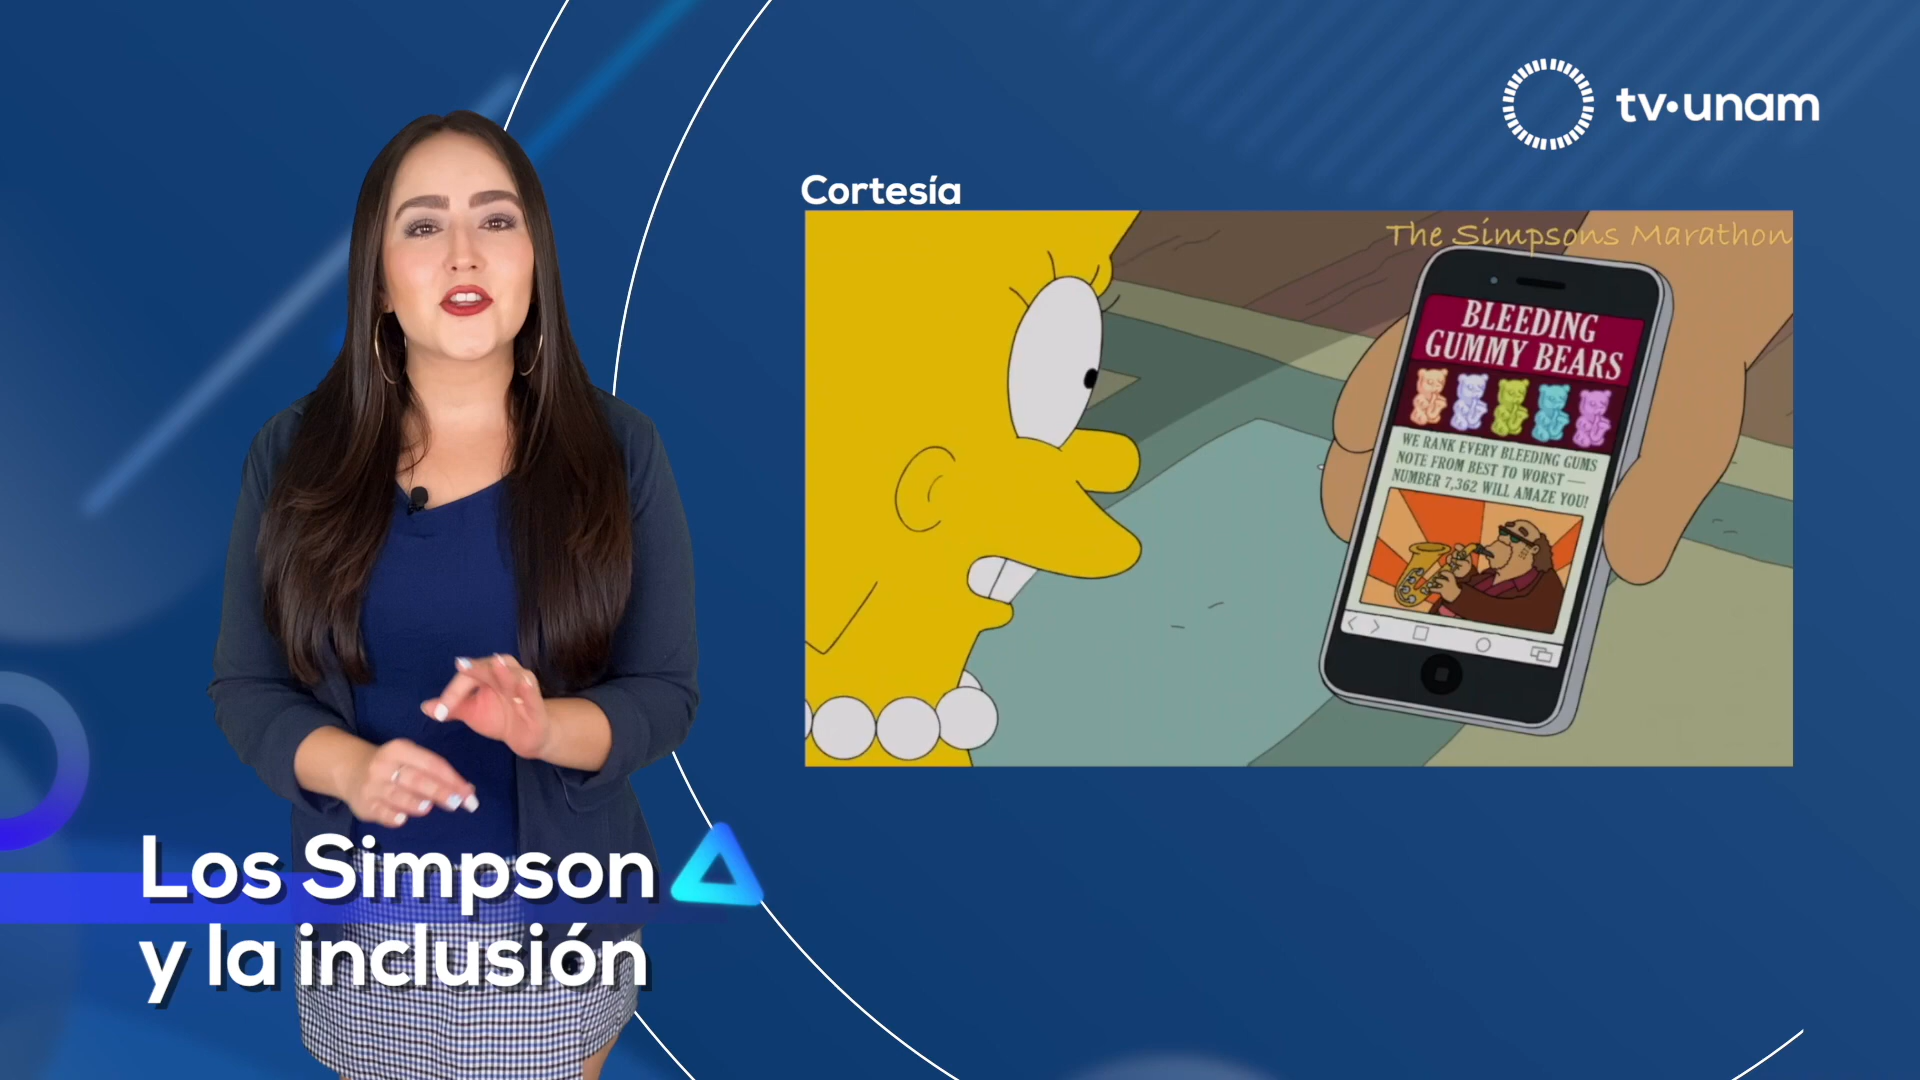 tv·unam
Cortesía
The Simpsons Marathon
BLEEDING
GUMMY BEARS
WE RANK EVERY BLEEDING GUMS
NOTE FROM BEST TO WORST —
NUMBER 7,362 WILL AMAZE YOU!
Los Simpson
y la inclusión